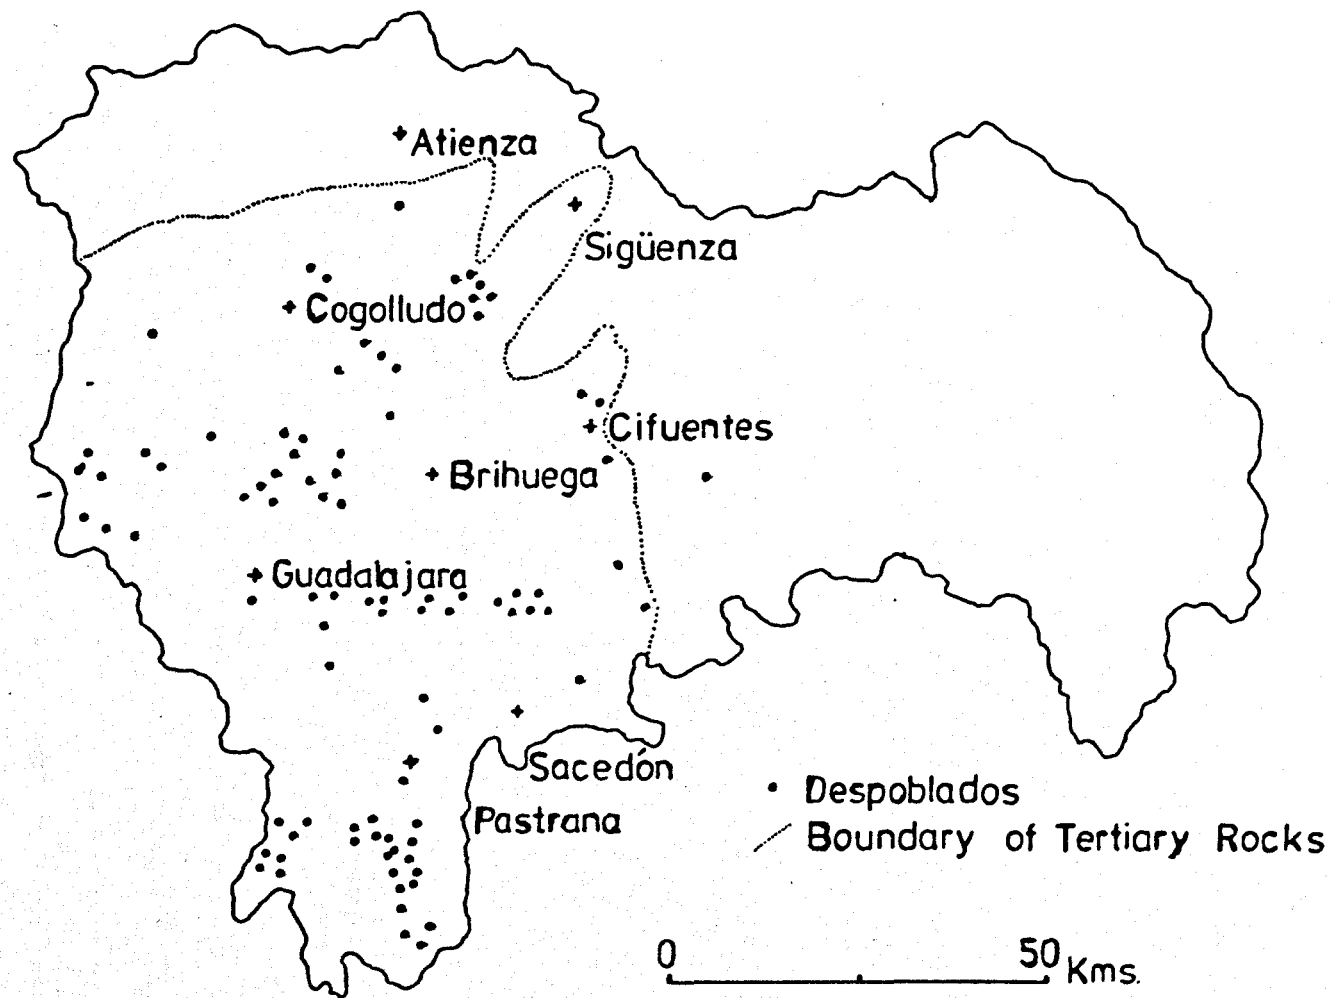 Atienza
Sigüenza
Cogolludo
Cifuentes
Brihuega
Guadalajara
Sacedón
Pastrana
Despoblados
Boundary of Tertiary Rocks
0 50 Kms.